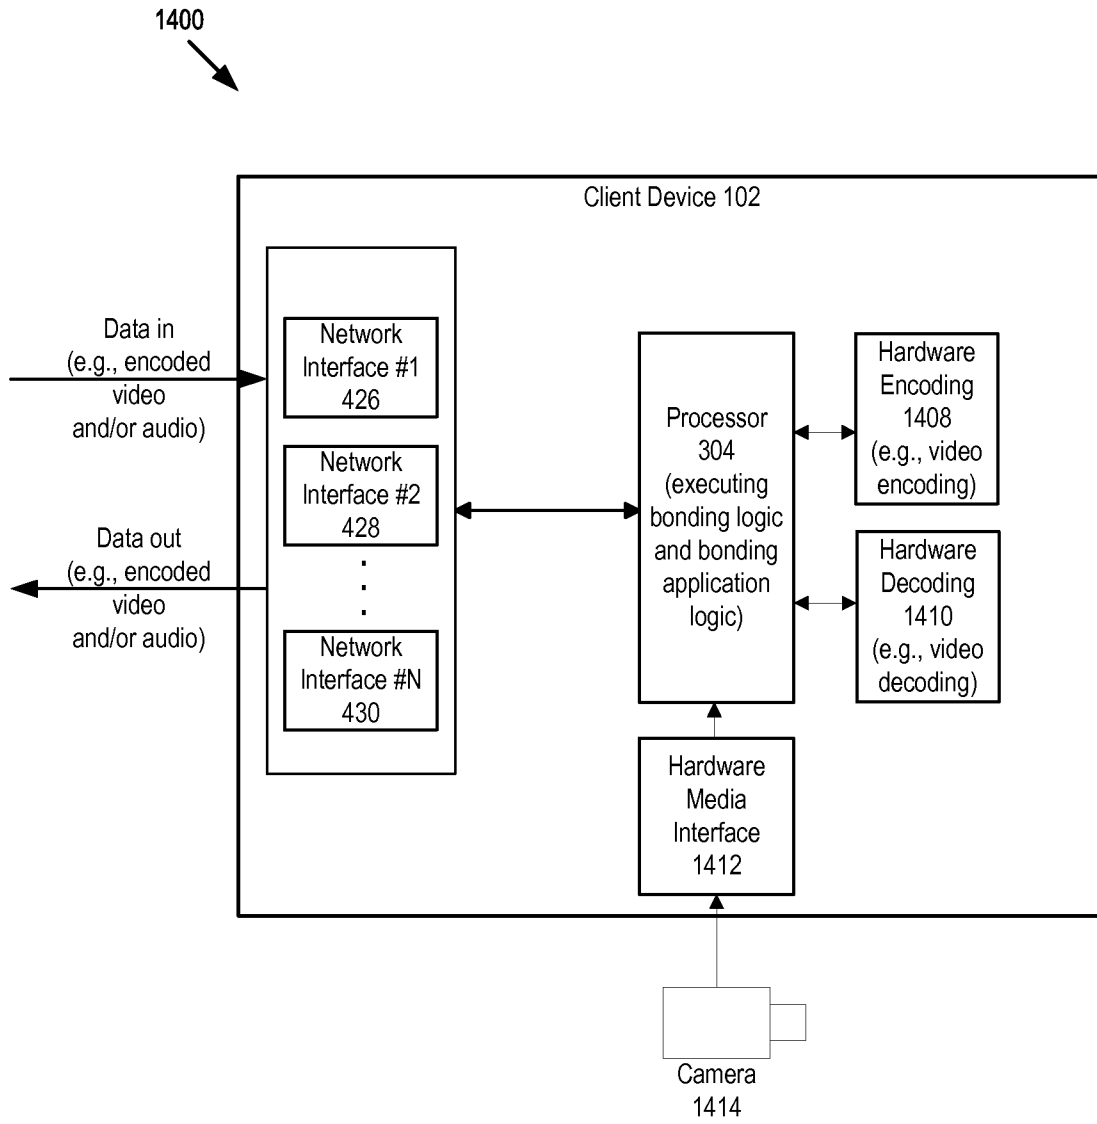 1400
Client Device 102
Data in
(e.g., encoded
video
and/or audio)
Data out
(e.g., encoded
video
and/or audio)
Network
Interface #1
426
Network
Interface #2
428
Network
Interface #N
430
Processor
304
(executing
bonding logic
and bonding
application
logic)
Hardware
Encoding
1408
(e.g., video
encoding)
Hardware
Decoding
1410
(e.g., video
decoding)
Hardware
Media
Interface
1412
Camera
1414